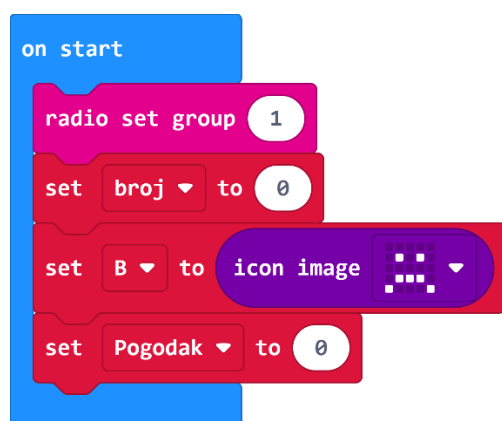 on start
radio set group 1
set broj to 0
set B to icon image
set Pogodak to 0